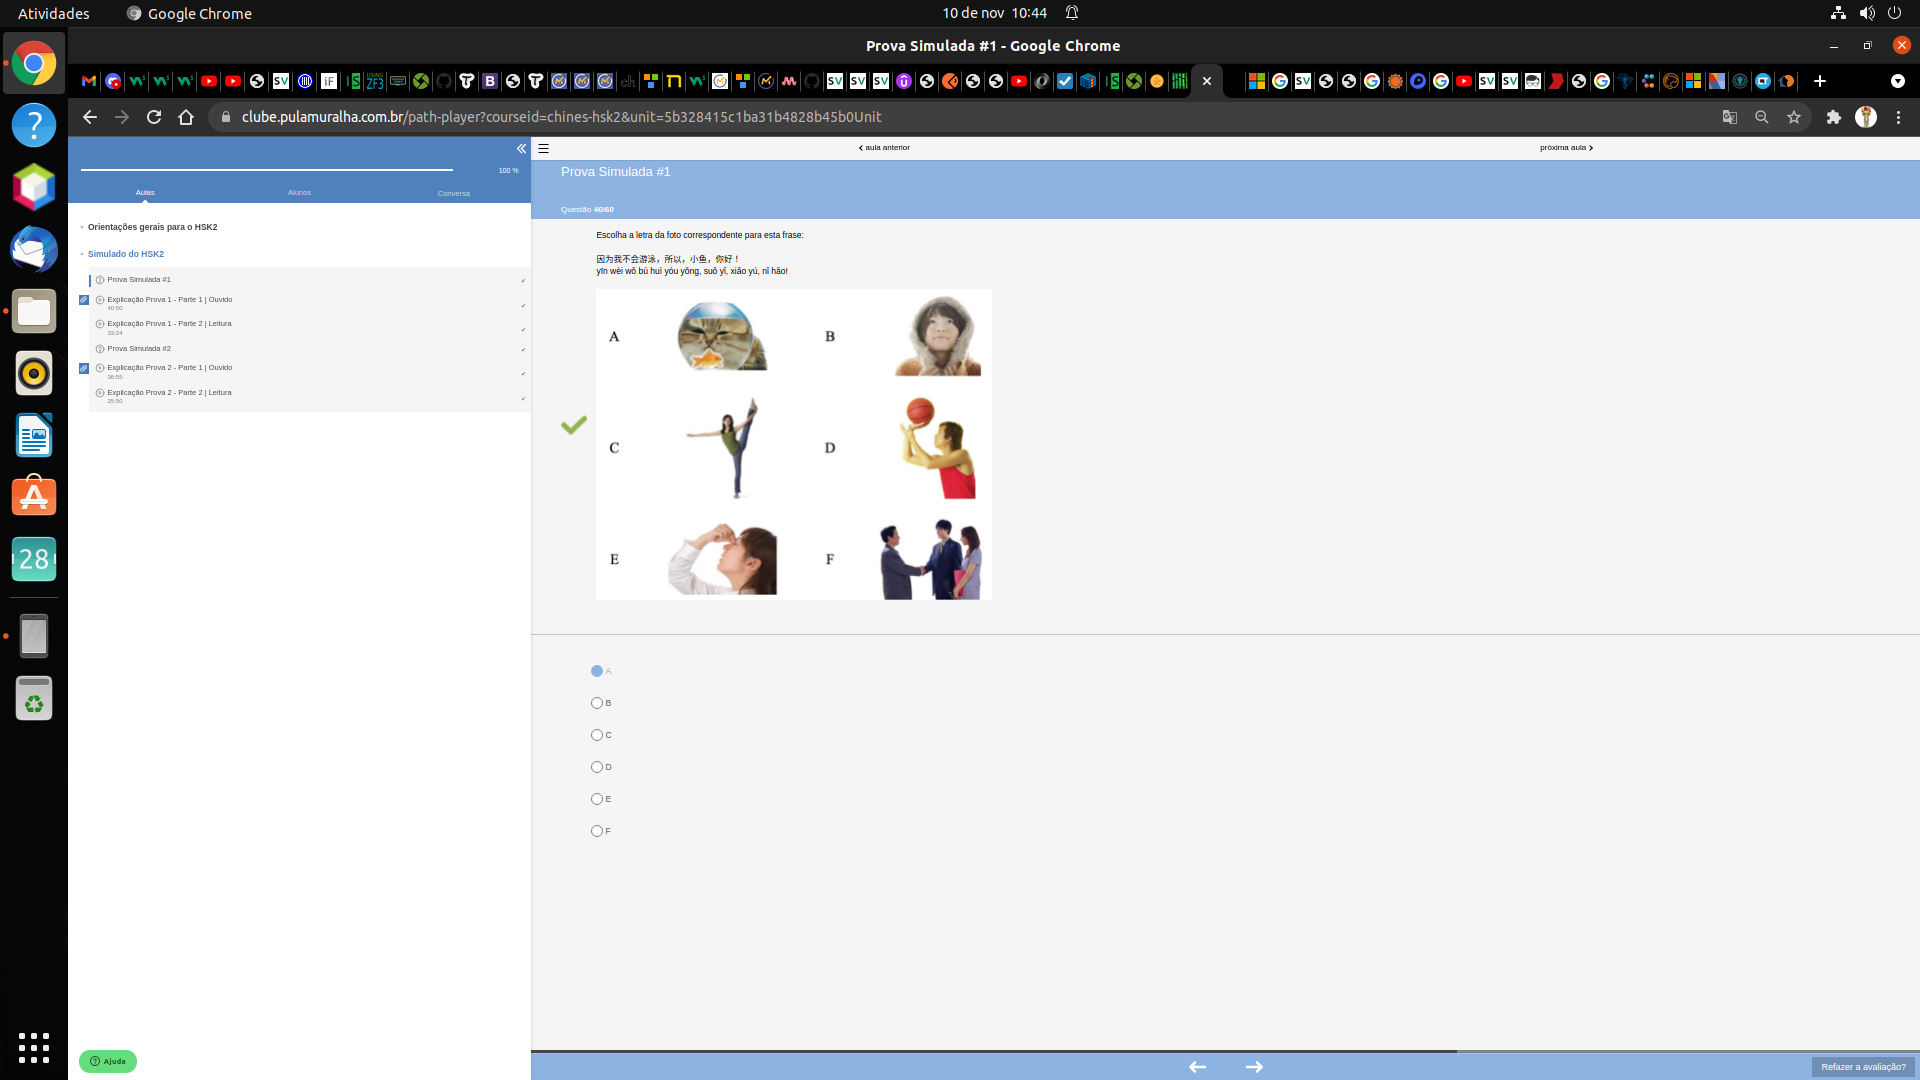 Atividades
Google Chrome
10 de nov 10:44
Prova Simulada #1 - Google Chrome
clube.pulamuralha.com.br/path-player?courseid=chines-hsk2&unit=5b328415c1ba31b4828b45b0Unit
100 %
Aulas
Alunos
Conversa
Orientações gerais para o HSK2
Simulado do HSK2
Prova Simulada #1
Explicação Prova 1 - Parte 1 | Ouvido
40:50
Explicação Prova 1 - Parte 2 | Leitura
33:24
Prova Simulada #2
Explicação Prova 2 - Parte 1 | Ouvido
36:55
Explicação Prova 2 - Parte 2 | Leitura
25:50
Ajuda
aula anterior
próxima aula
Prova Simulada #1
Questão 40/60
Escolha a letra da foto correspondente para esta frase:
因为我不会游泳，所以，小鱼，你好！
yīn wèi wǒ bú huì yóu yǒng, suǒ yǐ, xiǎo yú, nǐ hǎo!
A
B
C
D
E
F
A
B
C
D
E
F
Refazer a avaliação?
28